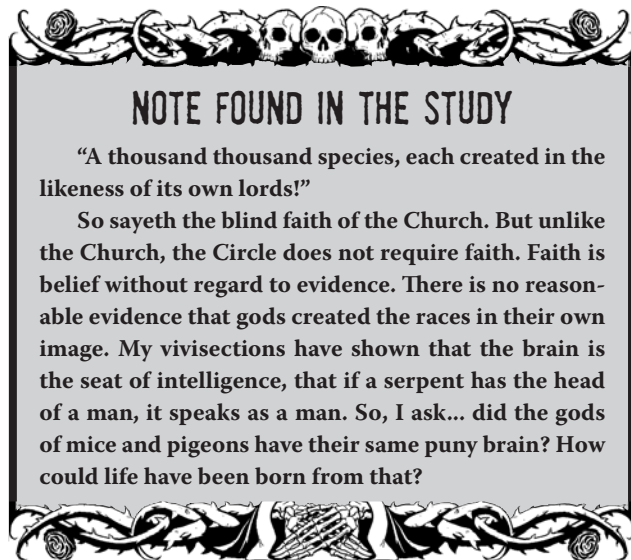 NOTE FOUND IN THE STUDY
“A thousand thousand species, each created in the
likeness of its own lords!”
So sayeth the blind faith of the Church. But unlike
the Church, the Circle does not require faith. Faith is
belief without regard to evidence. There is no reason-
able evidence that gods created the races in their own
image. My vivisections have shown that the brain is
the seat of intelligence, that if a serpent has the head
of a man, it speaks as a man. So, I ask... did the gods
of mice and pigeons have their same puny brain? How
could life have been born from that?